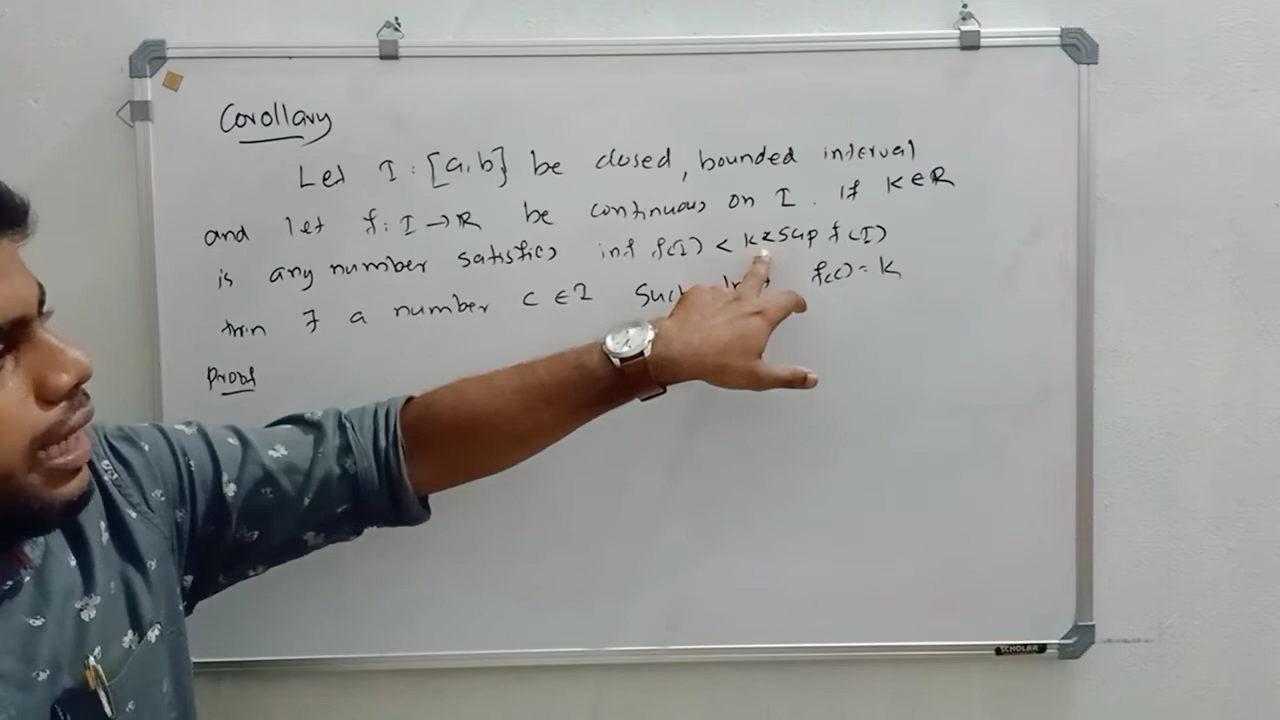 Corollary
Let I : [a,b] be closed, bounded interval
and let f: I → R be continuous on I. If K ∈ R
is any number satisfies inf f(I) < K < Sup f(I)
then ∃ a number c ∈ I Such f(c) = K
Proof
SCHOLAR